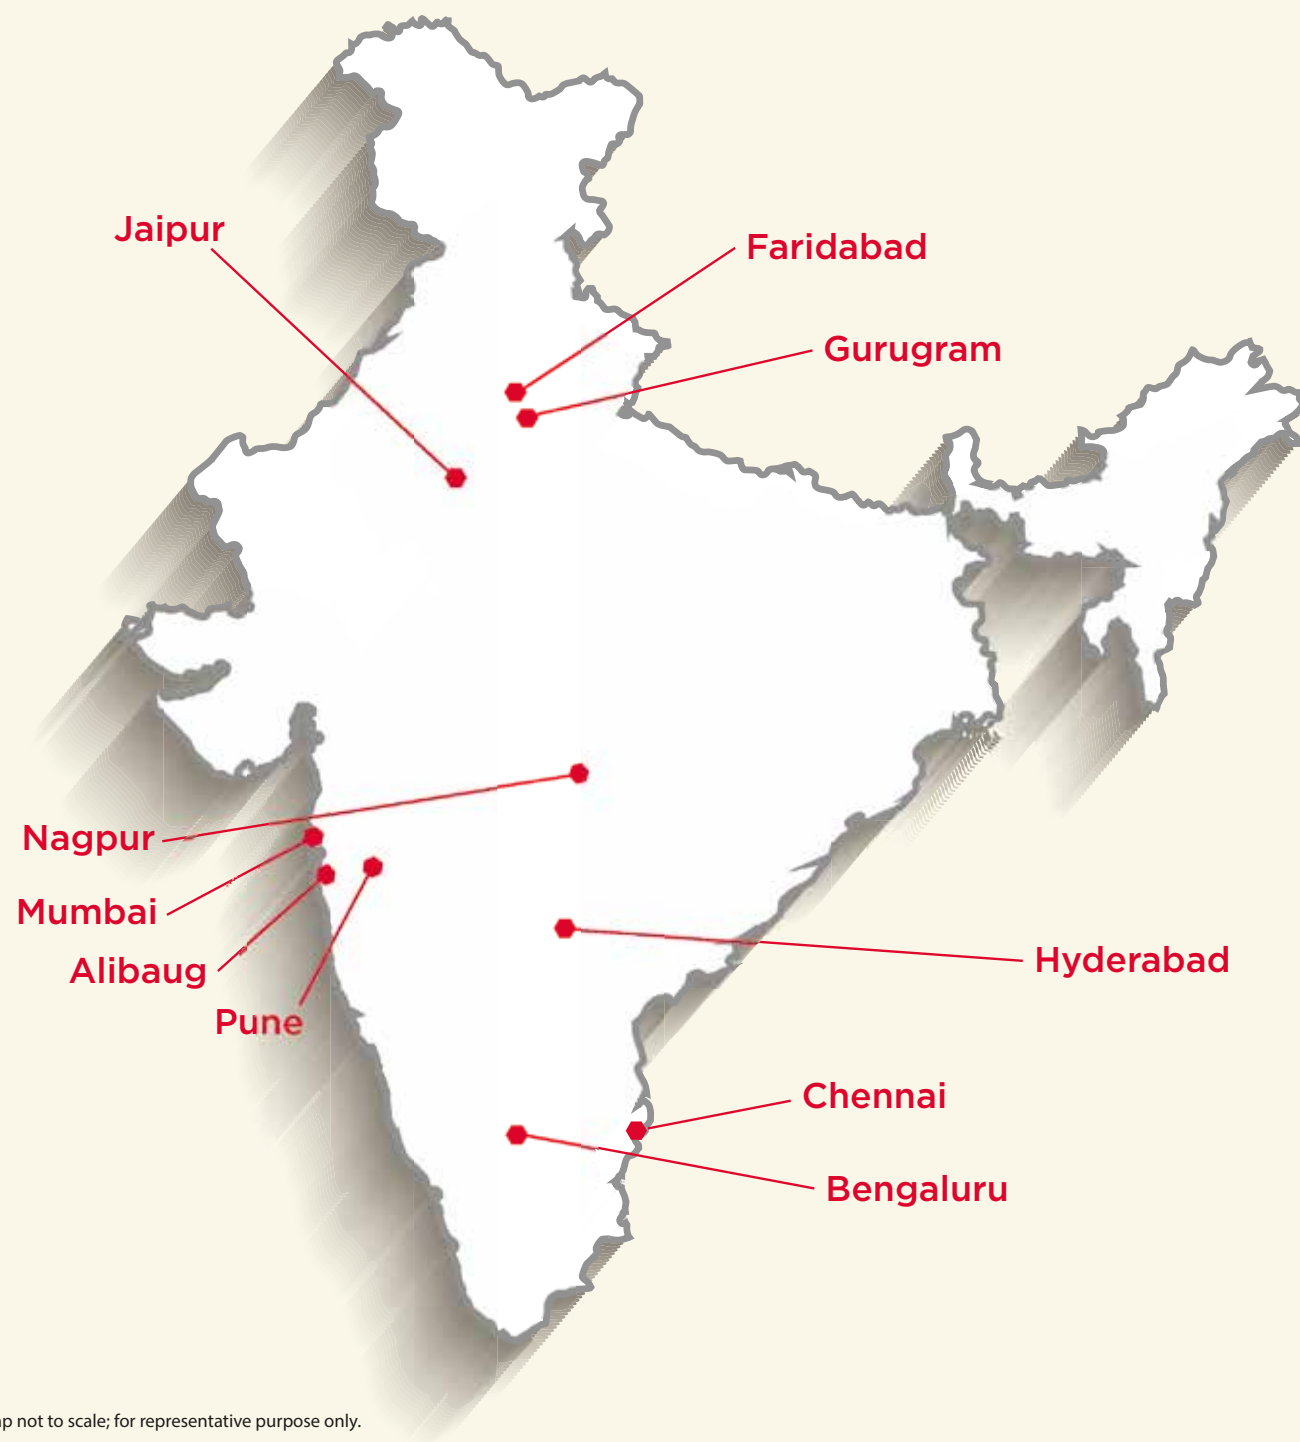 Jaipur
Faridabad
Gurugram
Nagpur
Mumbai
Alibaug
Hyderabad
Pune
Chennai
Bengaluru
not to scale; for representative purpose only.